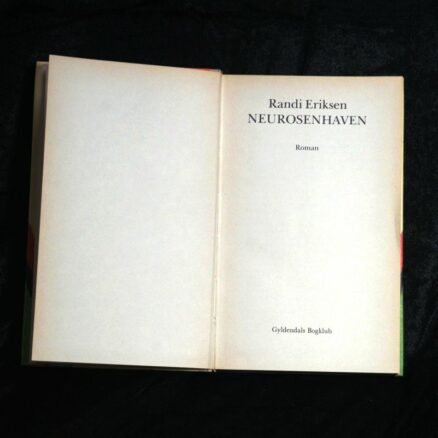 Randi Eriksen
NEUROSENHAVEN
Roman
Gyldendals Bogklub